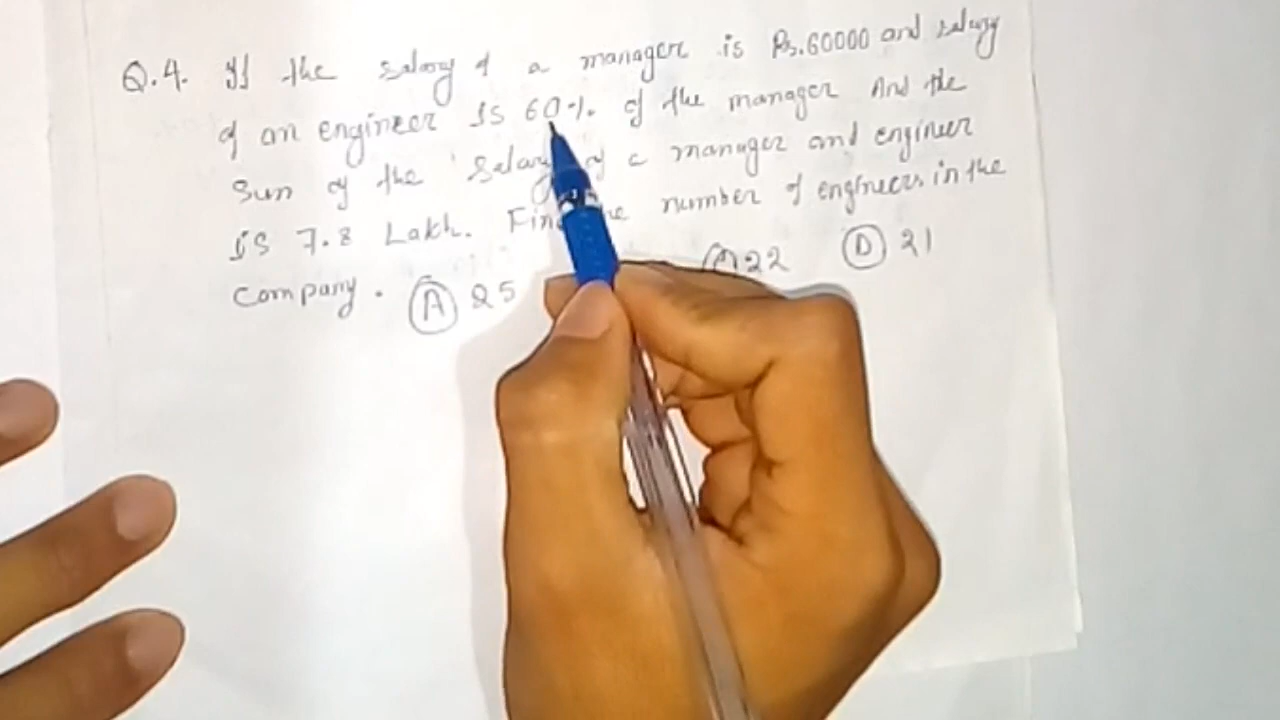 Q.4. If the salary of a manager is Rs.60000 and salary
of an engineer is 60% of the manager And the
Sum of the Salary of a manager and engineer
is 7.8 Lakh. Find number of engineers in the
Company. (A) 25 22 (D) 21